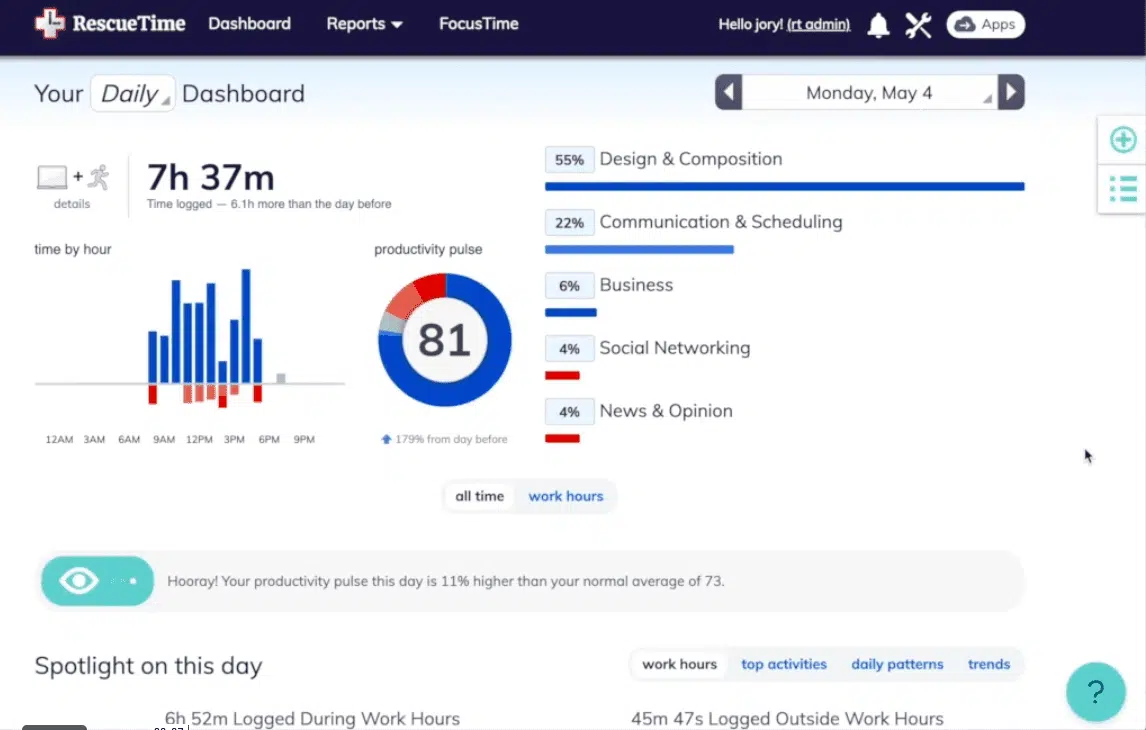 RescueTime Dashboard Reports FocusTime Hello jory! (rt admin) Apps
Your Daily Dashboard
Monday, May 4
+
details
7h 37m
Time logged — 6.1h more than the day before
time by hour
12AM 3AM 6AM 9AM 12PM 3PM 6PM 9PM
productivity pulse
81
179% from day before
55% Design & Composition
22% Communication & Scheduling
6% Business
4% Social Networking
4% News & Opinion
all time work hours
Hooray! Your productivity pulse this day is 11% higher than your normal average of 73.
Spotlight on this day
work hours top activities daily patterns trends
?
6h 52m Logged During Work Hours
45m 47s Logged Outside Work Hours